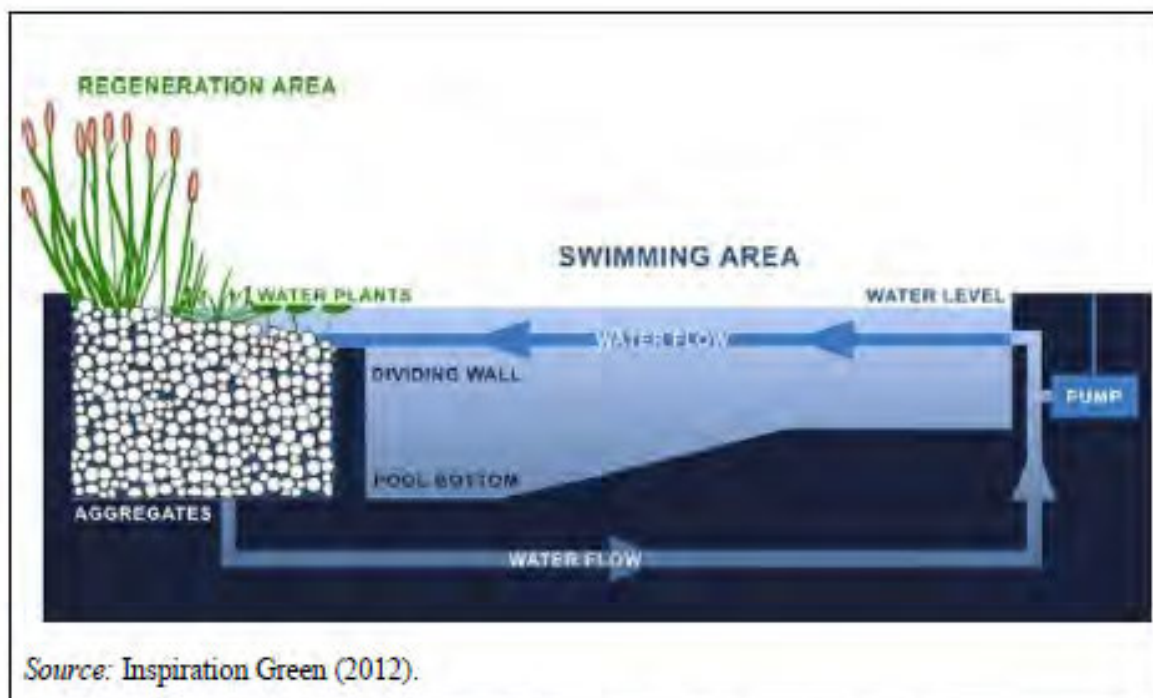 REGENERATION AREA
SWIMMING AREA
WATER PLANTS
WATER LEVEL
WATER FLOW
DIVIDING WALL
PUMP
POOL BOTTOM
AGGREGATES
WATER FLOW
Source: Inspiration Green (2012).